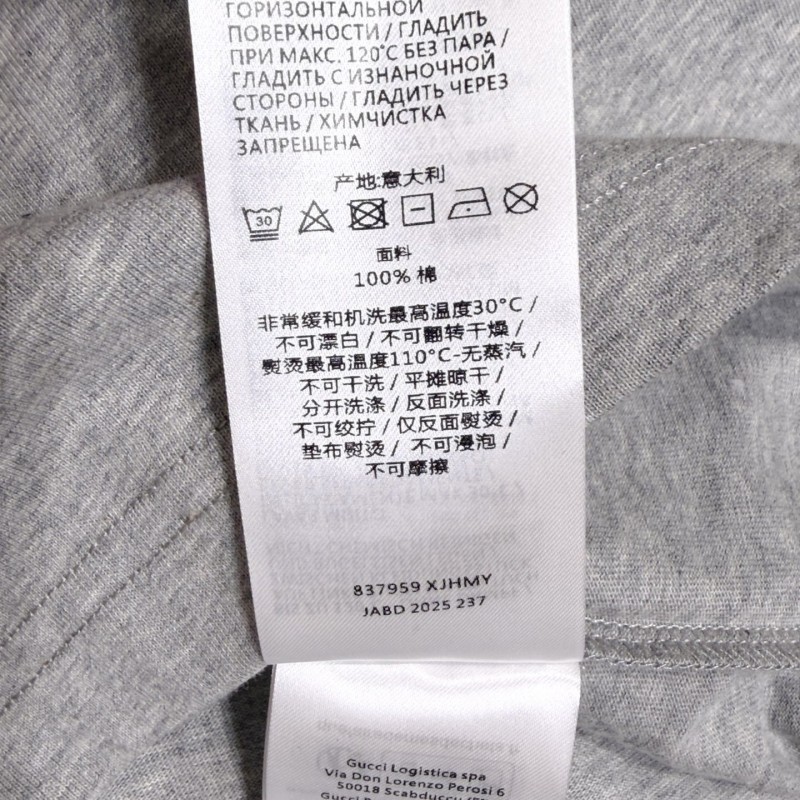 ГОРИЗОНТАЛЬНОЙ
ПОВЕРХНОСТИ / ГЛАДИТЬ
ПРИ МАКС. 120°C БЕЗ ПАРА /
ГЛАДИТЬ С ИЗНАНОЧНОЙ
СТОРОНЫ / ГЛАДИТЬ ЧЕРЕЗ
ТКАНЬ / ХИМЧИСТКА
ЗАПРЕЩЕНА
产地:意大利
30
面料
100% 棉
非常缓和机洗最高温度30°C /
不可漂白 / 不可翻转干燥 /
熨烫最高温度110°C-无蒸汽 /
不可干洗 / 平摊晾干 /
分开洗涤 / 反面洗涤 /
不可绞拧 / 仅反面熨烫 /
垫布熨烫 / 不可浸泡 /
不可摩擦
837959 XJHMY
JABD 2025 237
Gucci Logistica spa
Via Don Lorenzo Perosi 6
50018 Scandicci
Gucci